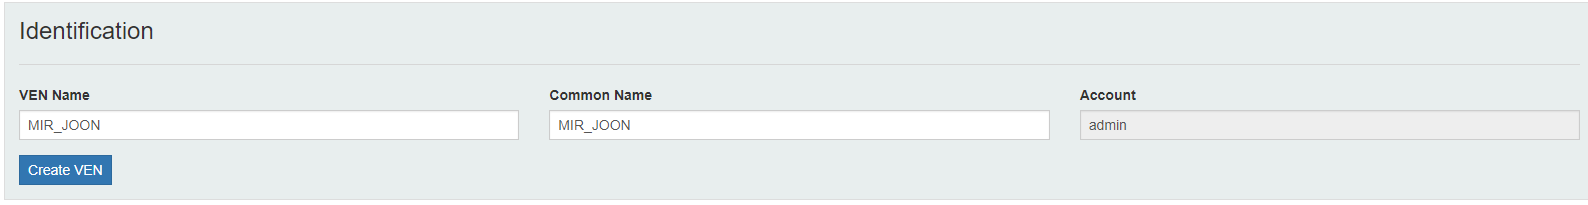 Identification
VEN Name
Common Name
Account
MIR_JOON
MIR_JOON
admin
Create VEN